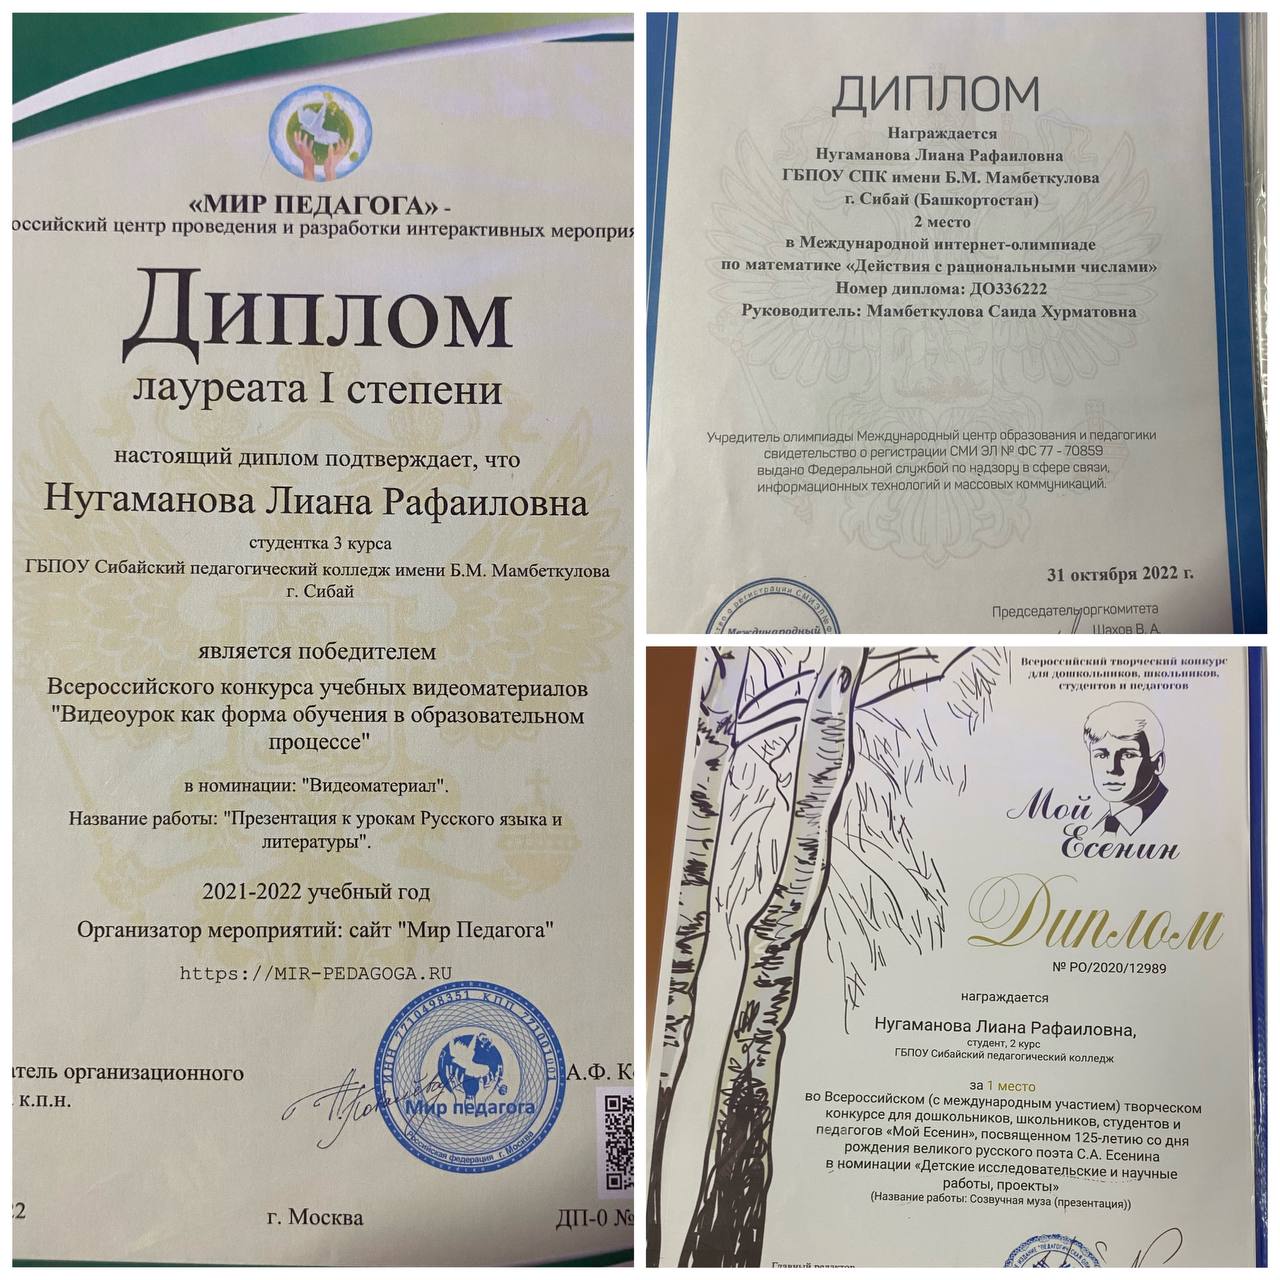 «МИР ПЕДАГОГА» -
оссийский центр проведения и разработки интерактивных мероприя
Диплом
лауреата I степени
настоящий диплом подтверждает, что
Нугаманова Лиана Рафаиловна
студентка 3 курса
ГБПОУ Сибайский педагогический колледж имени Б.М. Мамбеткулова
г. Сибай
является победителем
Всероссийского конкурса учебных видеоматериалов
"Видеоурок как форма обучения в образовательном
процессе"
в номинации: "Видеоматериал".
Название работы: "Презентация к урокам Русского языка и
литературы".
2021-2022 учебный год
Организатор мероприятий: сайт "Мир Педагога"
https://MIR-PEDAGOGA.RU
ИНН 7710498351 КПП 771001001
Мир педагога
Российская федерация г. Москва
атель организационного
А.Ф. К
к.п.н.
22
г. Москва
ДП-0 №
ДИПЛОМ
Награждается
Нугаманова Лиана Рафаиловна
ГБПОУ СПК имени Б.М. Мамбеткулова
г. Сибай (Башкортостан)
2 место
в Международной интернет-олимпиаде
по математике «Действия с рациональными числами»
Номер диплома: ДО336222
Руководитель: Мамбеткулова Саида Хурматовна
Учредитель олимпиады Международный центр образования и педагогики
свидетельство о регистрации СМИ ЭЛ № ФС 77 - 70859
выдано Федеральной службой по надзору в сфере связи,
информационных технологий и массовых коммуникаций.
31 октября 2022 г.
Председатель оргкомитета
Шахов В. А.
о регистрации СМИ ЭЛ №
Международный
Всероссийский творческий конкурс
для дошкольников, школьников,
студентов и педагогов
Мой
Есенин
Диплом
№ РО/2020/12989
награждается
Нугаманова Лиана Рафаиловна,
студент, 2 курс
ГБПОУ Сибайский педагогический колледж
за 1 место
во Всероссийском (с международным участием) творческом
конкурсе для дошкольников, школьников, студентов и
педагогов «Мой Есенин», посвященном 125-летию со дня
рождения великого русского поэта С.А. Есенина
в номинации «Детские исследовательские и научные
работы, проекты»
(Название работы: Созвучная муза (презентация))
Главный редактор